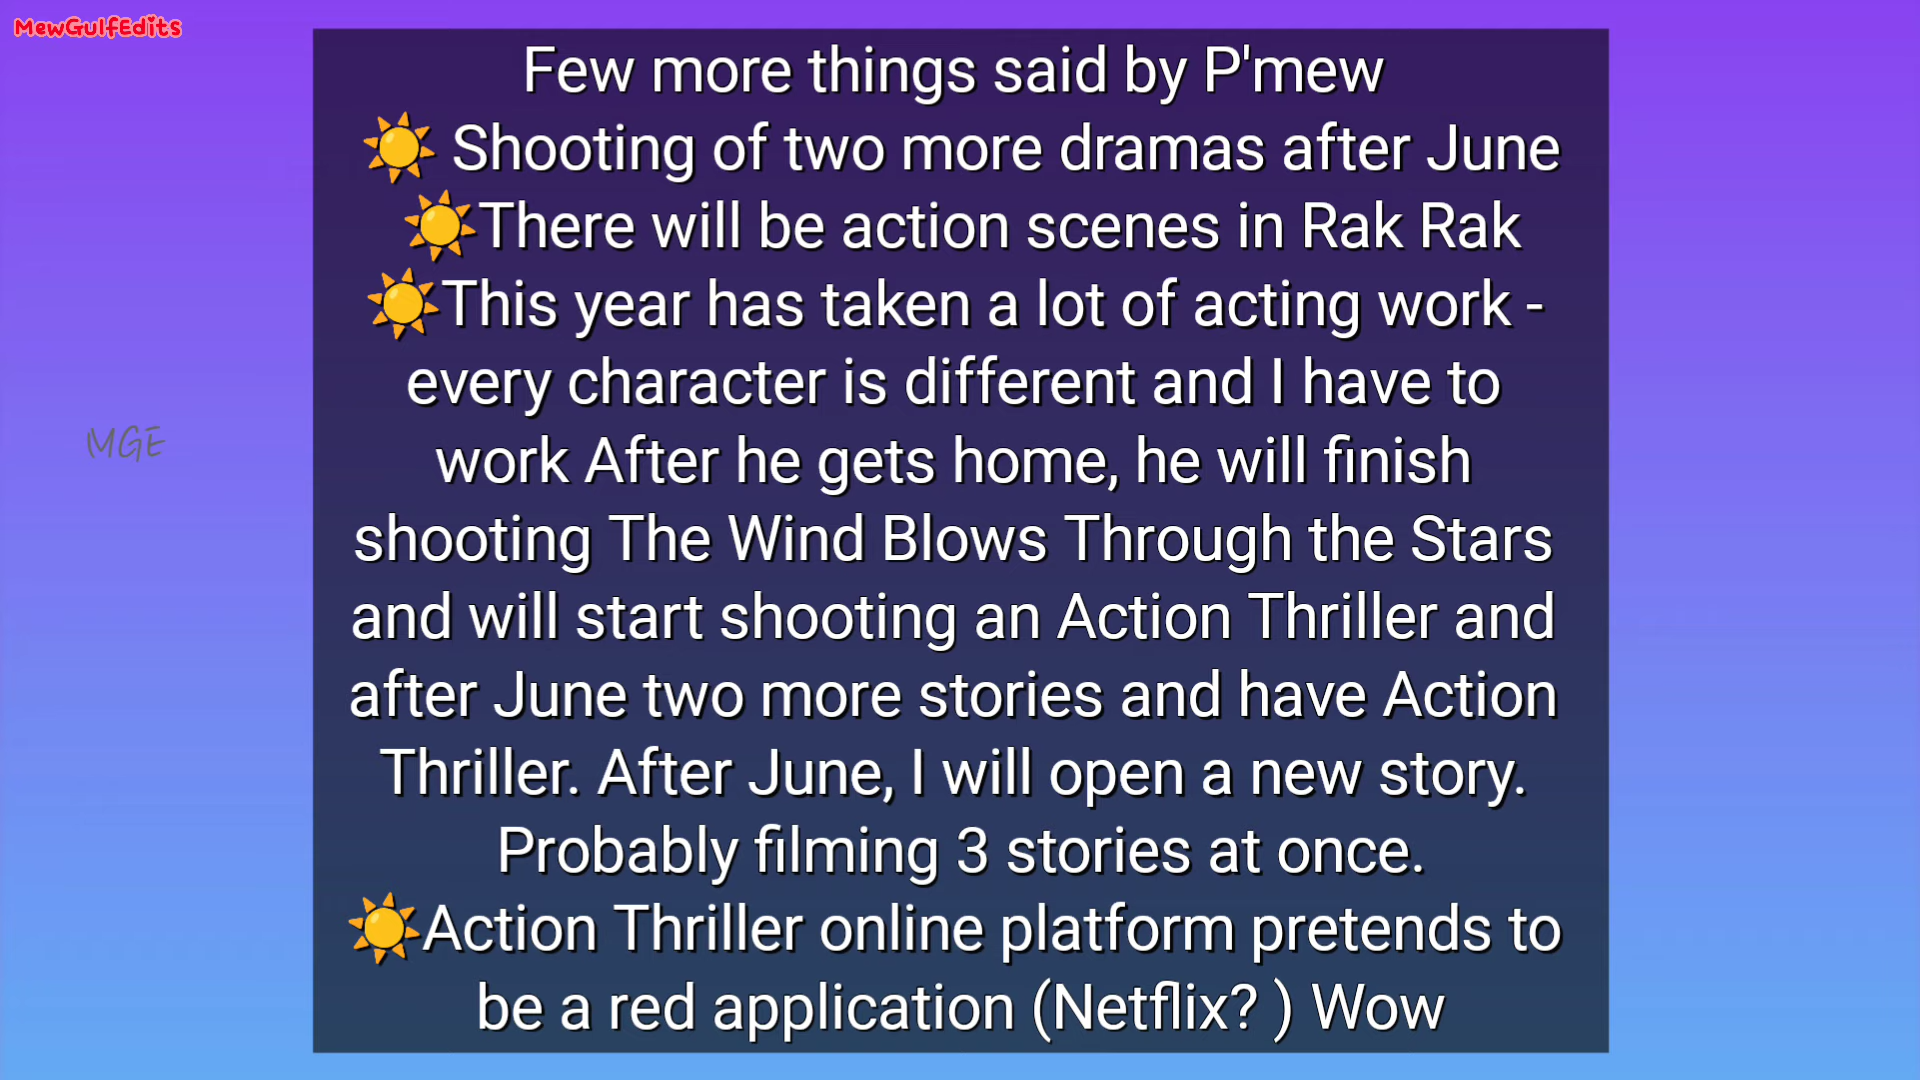 MewGulfEdits
Few more things said by P'mew
☀️ Shooting of two more dramas after June
☀️There will be action scenes in Rak Rak
☀️This year has taken a lot of acting work -
every character is different and I have to
work After he gets home, he will finish
shooting The Wind Blows Through the Stars
and will start shooting an Action Thriller and
after June two more stories and have Action
Thriller. After June, I will open a new story.
Probably filming 3 stories at once.
☀️Action Thriller online platform pretends to
be a red application (Netflix? ) Wow
MGE